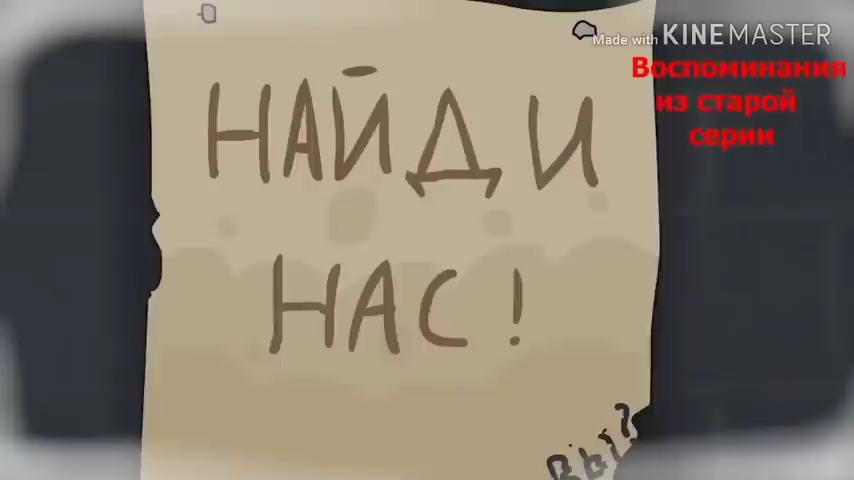 Made with KINEMASTER
Воспоминания
из старой
серии
НАЙДИ
НАС!